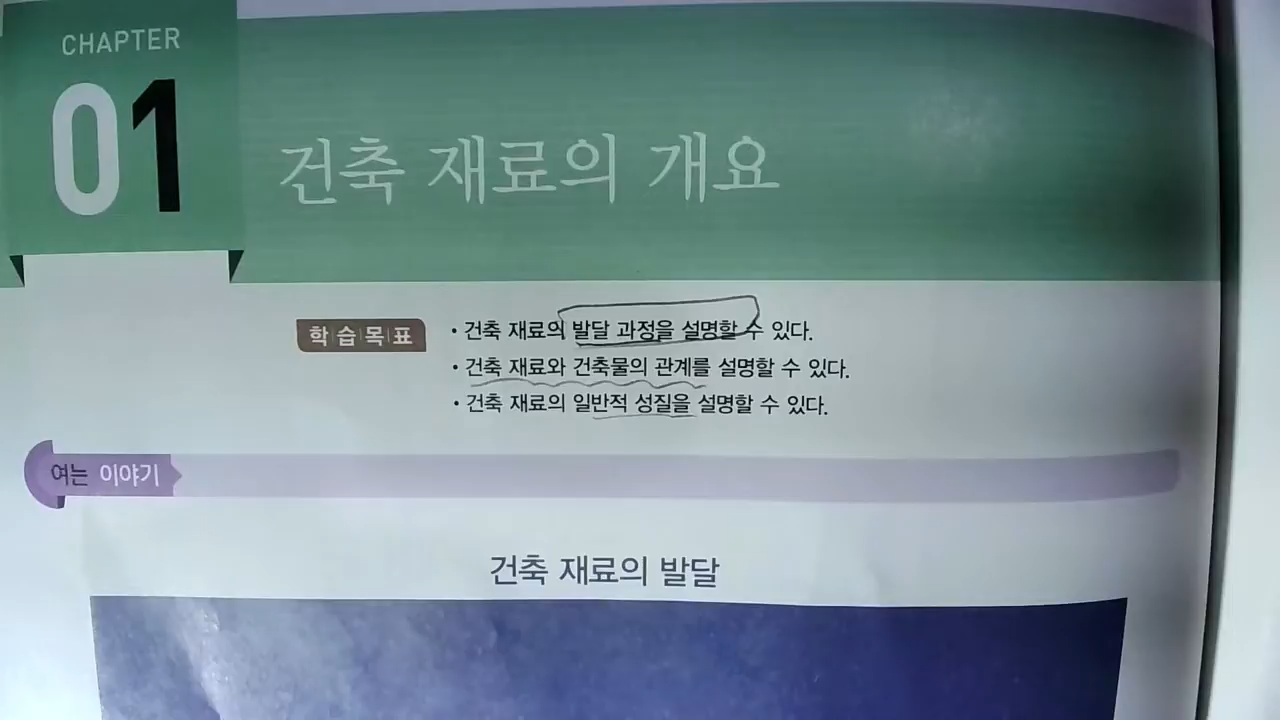 CHAPTER
01
건축 재료의 개요
학습목표
• 건축 재료의 발달 과정을 설명할 수 있다.
• 건축 재료와 건축물의 관계를 설명할 수 있다.
• 건축 재료의 일반적 성질을 설명할 수 있다.
여는 이야기
건축 재료의 발달